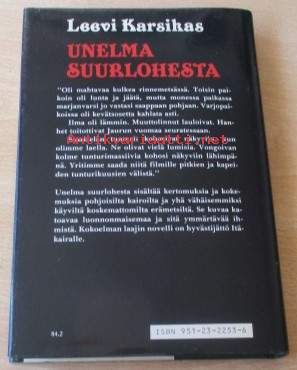 Leevi Karsikas
UNELMA
SUURLOHESTA
"Oli mahtavaa kulkea rinnemetsässä. Toisin pai-
koin oli lunta ja jäätä, mutta monessa paikassa
marjanvarsi jo vastasi saappaan pohjaan. Varjopai-
koissa oli kevätsonetta kahlata asti.
Ilma oli lämmin. Muuttolinnut lauloivat. Han-
het toitottivat Jaurun vuomaa seuratessaan.
olimme laella. Ne olivat vielä lumisia. Vongoivan
kolme tunturimassiivia kohosi näkyviin lähimpä-
nä. Yritimme saada niitä filmille pitkien ja kapei-
den tunturikuusien välistä."
Unelma suurlohesta sisältää kertomuksia ja koke-
muksia pohjoisilta kairoilta ja yhä vähäisemmiksi
käyviltä koskemattomilta erämetsiltä. Se kuvaa ka-
toavaa luonnonmaisemaa ja sitä ymmärtävää ih-
mistä. Kokoelman laajin novelli on hyvästijättö Itä-
kairalle.
84.2
ISBN 951-23-2253-6